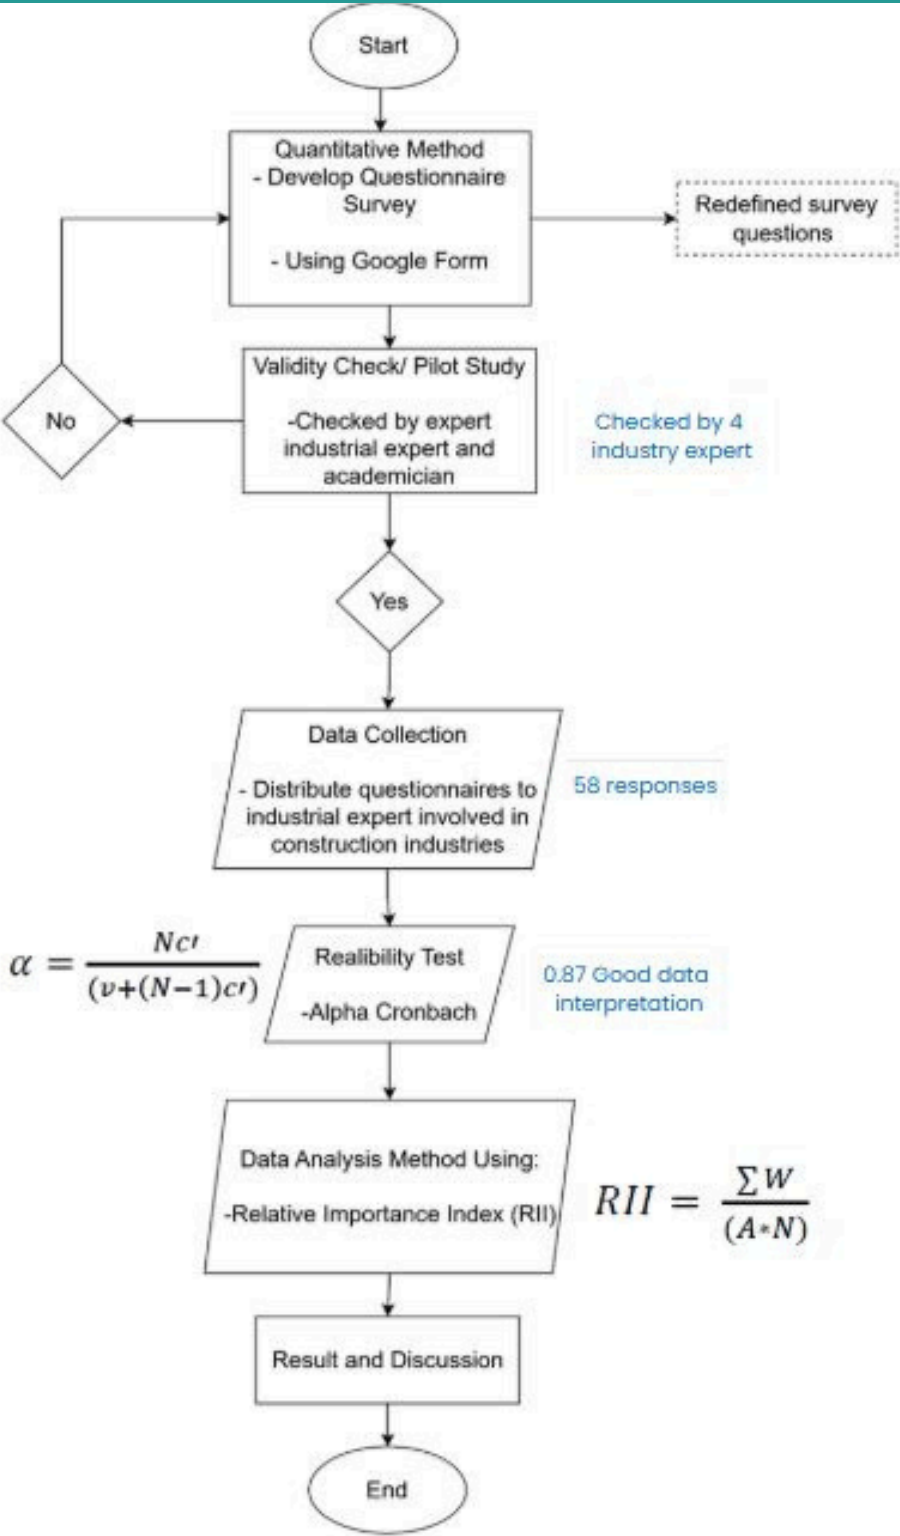 Start
Quantitative Method
- Develop Questionnaire
Survey
- Using Google Form
Redefined survey
questions
Validity Check/ Pilot Study
-Checked by expert
industrial expert and
academician
No
Checked by 4
industry expert
Yes
Data Collection
- Distribute questionnaires to
industrial expert involved in
construction industries
58 responses
α = Nc′ / (v+(N−1)c′)
Realibility Test
-Alpha Cronbach
0.87 Good data
interpretation
Data Analysis Method Using:
-Relative Importance Index (RII)
RII = ∑W / (A*N)
Result and Discussion
End